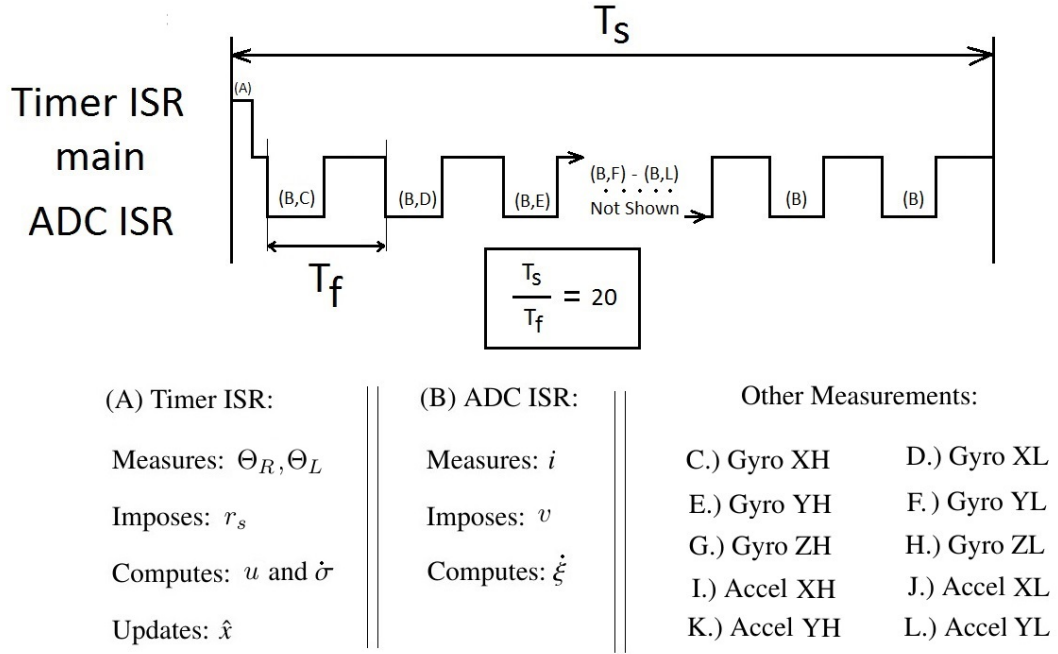 T_s
Timer ISR
main
ADC ISR
(A)
(B,C)
(B,D)
(B,E)
(B,F) - (B,L)
Not Shown
(B)
(B)
T_f
T_s / T_f = 20
(A) Timer ISR:
Measures: Θ_R, Θ_L
Imposes: r_s
Computes: u and σ̇
Updates: x̂
(B) ADC ISR:
Measures: i
Imposes: v
Computes: ξ̇
Other Measurements:
C.) Gyro XH
D.) Gyro XL
E.) Gyro YH
F.) Gyro YL
G.) Gyro ZH
H.) Gyro ZL
I.) Accel XH
J.) Accel XL
K.) Accel YH
L.) Accel YL